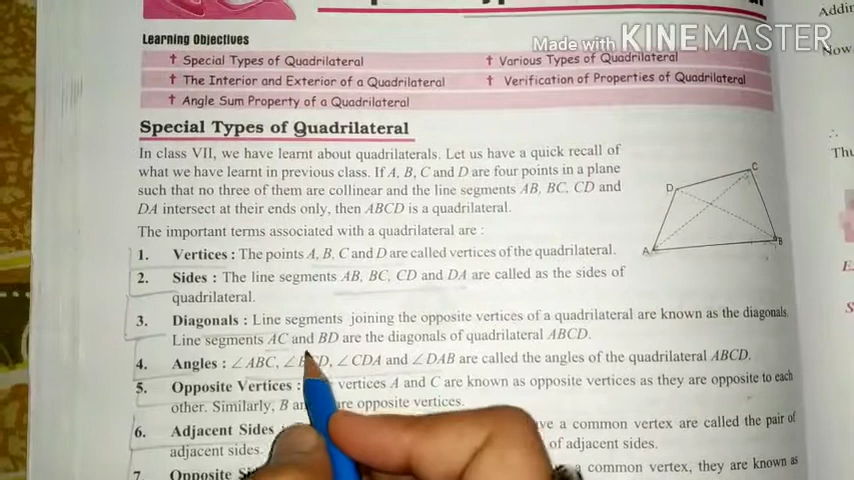 Made with KINEMASTER
Learning Objectives
† Special Types of Quadrilateral
† Various Types of Quadrilateral
† The Interior and Exterior of a Quadrilateral
† Verification of Properties of Quadrilateral
† Angle Sum Property of a Quadrilateral
Special Types of Quadrilateral
In class VII, we have learnt about quadrilaterals. Let us have a quick recall of
what we have learnt in previous class. If A, B, C and D are four points in a plane
such that no three of them are collinear and the line segments AB, BC, CD and
DA intersect at their ends only, then ABCD is a quadrilateral.
The important terms associated with a quadrilateral are :
D
C
A
B
1. Vertices : The points A, B, C and D are called vertices of the quadrilateral.
2. Sides : The line segments AB, BC, CD and DA are called as the sides of
quadrilateral.
3. Diagonals : Line segments joining the opposite vertices of a quadrilateral are known as the diagonals.
Line segments AC and BD are the diagonals of quadrilateral ABCD.
4. Angles : ∠ABC, ∠ D, ∠CDA and ∠DAB are called the angles of the quadrilateral ABCD.
5. Opposite Vertices : vertices A and C are known as opposite vertices as they are opposite to each
other. Similarly, B are opposite vertices.
6. Adjacent Sides a common vertex are called the pair of
adjacent sides. of adjacent sides.
7. Opposite a common vertex, they are known as
Now